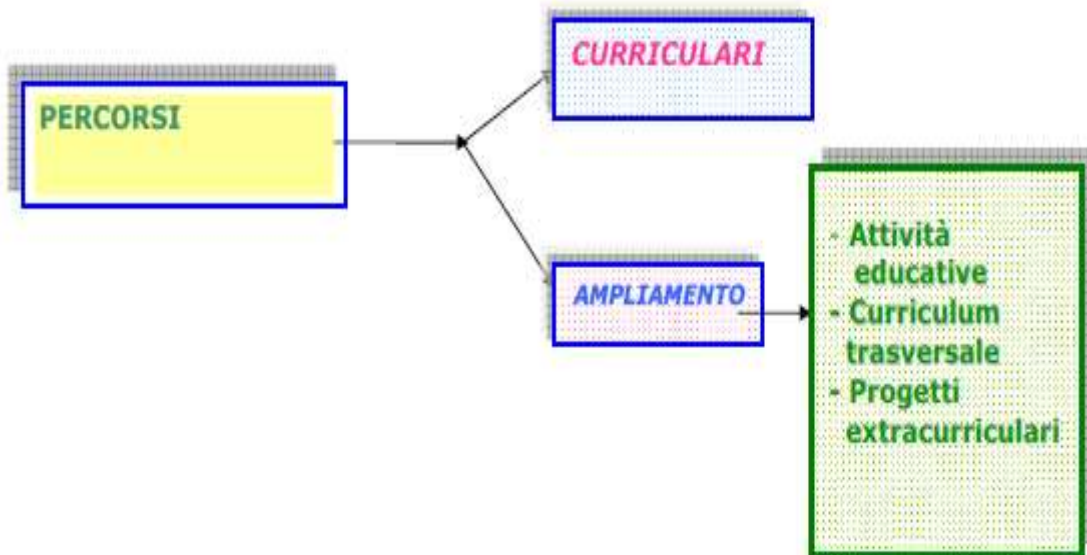 PERCORSI
CURRICULARI
AMPLIAMENTO
- Attività
educative
- Curriculum
trasversale
- Progetti
extracurriculari